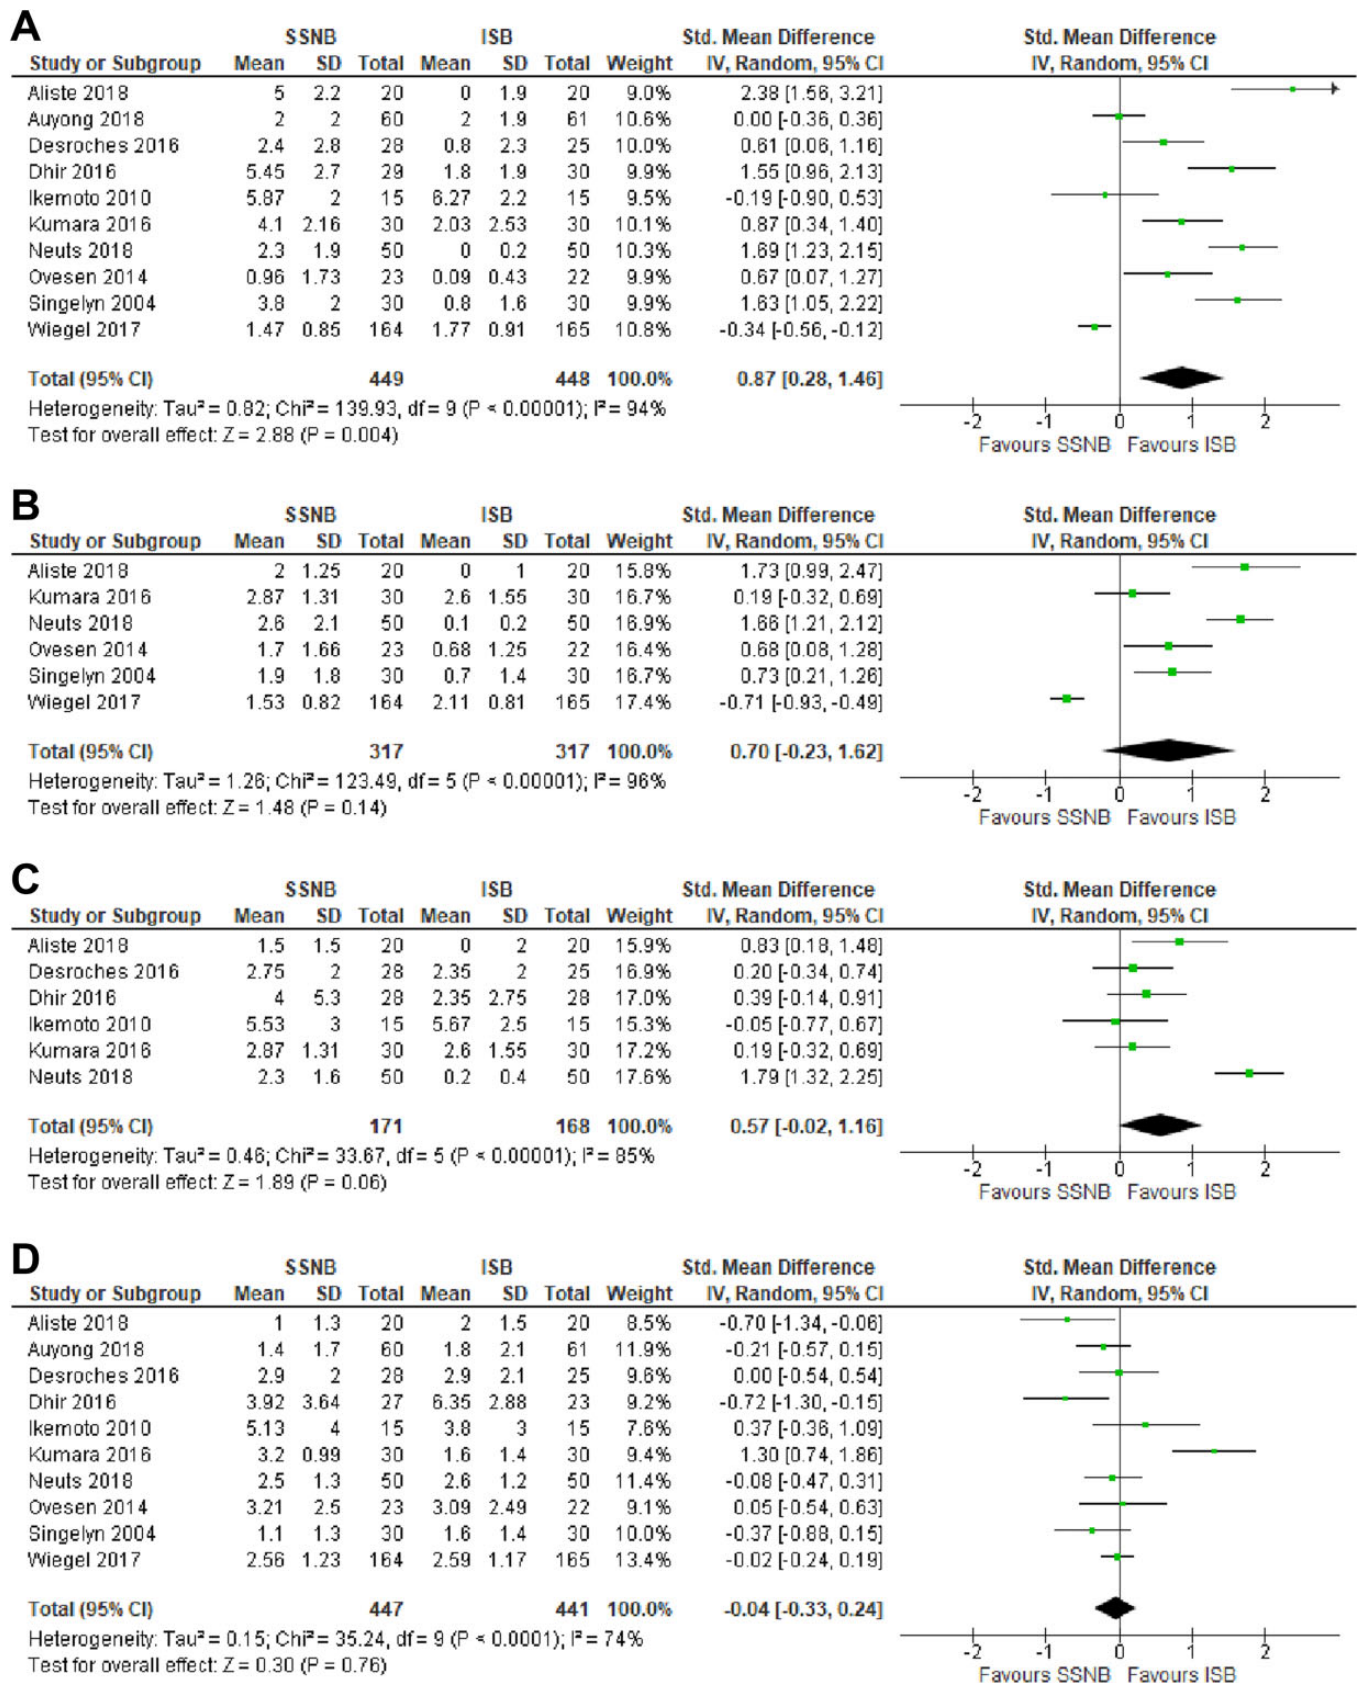 A
SSNB ISB Std. Mean Difference Std. Mean Difference
Study or Subgroup Mean SD Total Mean SD Total Weight IV, Random, 95% CI IV, Random, 95% CI
Aliste 2018 5 2.2 20 0 1.9 20 9.0% 2.38 [1.56, 3.21]
Auyong 2018 2 2 60 2 1.9 61 10.6% 0.00 [-0.36, 0.36]
Desroches 2016 2.4 2.8 28 0.8 2.3 25 10.0% 0.61 [0.06, 1.16]
Dhir 2016 5.45 2.7 29 1.8 1.9 30 9.9% 1.55 [0.96, 2.13]
Ikemoto 2010 5.87 2 15 6.27 2.2 15 9.5% -0.19 [-0.90, 0.53]
Kumara 2016 4.1 2.16 30 2.03 2.53 30 10.1% 0.87 [0.34, 1.40]
Neuts 2018 2.3 1.9 50 0 0.2 50 10.3% 1.69 [1.23, 2.15]
Ovesen 2014 0.96 1.73 23 0.09 0.43 22 9.9% 0.67 [0.07, 1.27]
Singelyn 2004 3.8 2 30 0.8 1.6 30 9.9% 1.63 [1.05, 2.22]
Wiegel 2017 1.47 0.85 164 1.77 0.91 165 10.8% -0.34 [-0.56, -0.12]
Total (95% CI) 449 448 100.0% 0.87 [0.28, 1.46]
Heterogeneity: Tau² = 0.82; Chi² = 139.93, df = 9 (P < 0.00001); I² = 94%
Test for overall effect: Z = 2.88 (P = 0.004)
-2 -1 0 1 2
Favours SSNB Favours ISB
B
SSNB ISB Std. Mean Difference Std. Mean Difference
Study or Subgroup Mean SD Total Mean SD Total Weight IV, Random, 95% CI IV, Random, 95% CI
Aliste 2018 2 1.25 20 0 1 20 15.8% 1.73 [0.99, 2.47]
Kumara 2016 2.87 1.31 30 2.6 1.55 30 16.7% 0.19 [-0.32, 0.69]
Neuts 2018 2.6 2.1 50 0.1 0.2 50 16.9% 1.66 [1.21, 2.12]
Ovesen 2014 1.7 1.66 23 0.68 1.25 22 16.4% 0.68 [0.08, 1.28]
Singelyn 2004 1.9 1.8 30 0.7 1.4 30 16.7% 0.73 [0.21, 1.26]
Wiegel 2017 1.53 0.82 164 2.11 0.81 165 17.4% -0.71 [-0.93, -0.49]
Total (95% CI) 317 317 100.0% 0.70 [-0.23, 1.62]
Heterogeneity: Tau² = 1.26; Chi² = 123.49, df = 5 (P < 0.00001); I² = 96%
Test for overall effect: Z = 1.48 (P = 0.14)
-2 -1 0 1 2
Favours SSNB Favours ISB
C
SSNB ISB Std. Mean Difference Std. Mean Difference
Study or Subgroup Mean SD Total Mean SD Total Weight IV, Random, 95% CI IV, Random, 95% CI
Aliste 2018 1.5 1.5 20 0 2 20 15.9% 0.83 [0.18, 1.48]
Desroches 2016 2.75 2 28 2.35 2 25 16.9% 0.20 [-0.34, 0.74]
Dhir 2016 4 5.3 28 2.35 2.75 28 17.0% 0.39 [-0.14, 0.91]
Ikemoto 2010 5.53 3 15 5.67 2.5 15 15.3% -0.05 [-0.77, 0.67]
Kumara 2016 2.87 1.31 30 2.6 1.55 30 17.2% 0.19 [-0.32, 0.69]
Neuts 2018 2.3 1.6 50 0.2 0.4 50 17.6% 1.79 [1.32, 2.25]
Total (95% CI) 171 168 100.0% 0.57 [-0.02, 1.16]
Heterogeneity: Tau² = 0.46; Chi² = 33.67, df = 5 (P < 0.00001); I² = 85%
Test for overall effect: Z = 1.89 (P = 0.06)
-2 -1 0 1 2
Favours SSNB Favours ISB
D
SSNB ISB Std. Mean Difference Std. Mean Difference
Study or Subgroup Mean SD Total Mean SD Total Weight IV, Random, 95% CI IV, Random, 95% CI
Aliste 2018 1 1.3 20 2 1.5 20 8.5% -0.70 [-1.34, -0.06]
Auyong 2018 1.4 1.7 60 1.8 2.1 61 11.9% -0.21 [-0.57, 0.15]
Desroches 2016 2.9 2 28 2.9 2.1 25 9.6% 0.00 [-0.54, 0.54]
Dhir 2016 3.92 3.64 27 6.35 2.88 23 9.2% -0.72 [-1.30, -0.15]
Ikemoto 2010 5.13 4 15 3.8 3 15 7.6% 0.37 [-0.36, 1.09]
Kumara 2016 3.2 0.99 30 1.6 1.4 30 9.4% 1.30 [0.74, 1.86]
Neuts 2018 2.5 1.3 50 2.6 1.2 50 11.4% -0.08 [-0.47, 0.31]
Ovesen 2014 3.21 2.5 23 3.09 2.49 22 9.1% 0.05 [-0.54, 0.63]
Singelyn 2004 1.1 1.3 30 1.6 1.4 30 10.0% -0.37 [-0.88, 0.15]
Wiegel 2017 2.56 1.23 164 2.59 1.17 165 13.4% -0.02 [-0.24, 0.19]
Total (95% CI) 447 441 100.0% -0.04 [-0.33, 0.24]
Heterogeneity: Tau² = 0.15; Chi² = 35.24, df = 9 (P < 0.0001); I² = 74%
Test for overall effect: Z = 0.30 (P = 0.76)
-2 -1 0 1 2
Favours SSNB Favours ISB